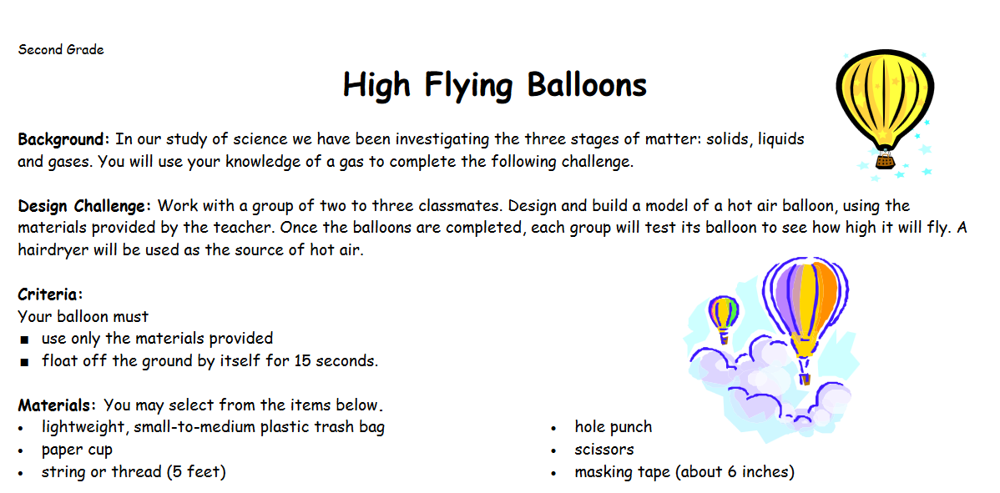 Second Grade
High Flying Balloons
Background: In our study of science we have been investigating the three stages of matter: solids, liquids
and gases. You will use your knowledge of a gas to complete the following challenge.
Design Challenge: Work with a group of two to three classmates. Design and build a model of a hot air balloon, using the
materials provided by the teacher. Once the balloons are completed, each group will test its balloon to see how high it will fly. A
hairdryer will be used as the source of hot air.
Criteria:
Your balloon must
▪ use only the materials provided
▪ float off the ground by itself for 15 seconds.
Materials: You may select from the items below.
• lightweight, small-to-medium plastic trash bag
• paper cup
• string or thread (5 feet)
• hole punch
• scissors
• masking tape (about 6 inches)